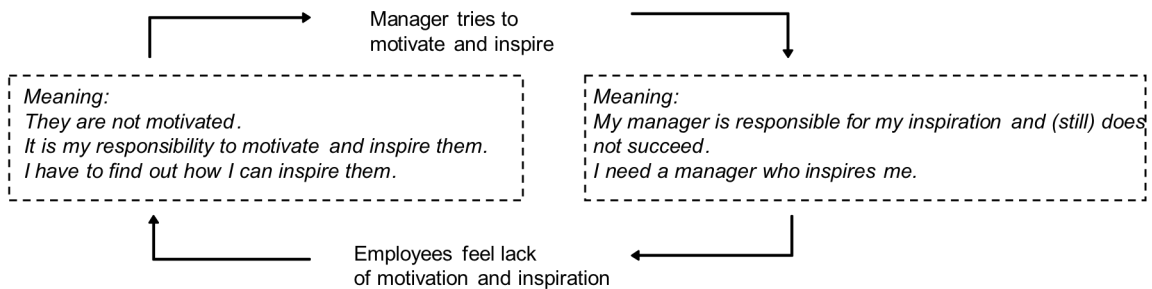 Manager tries to
motivate and inspire
Meaning:
They are not motivated.
It is my responsibility to motivate and inspire them.
I have to find out how I can inspire them.
Meaning:
My manager is responsible for my inspiration and (still) does
not succeed.
I need a manager who inspires me.
Employees feel lack
of motivation and inspiration